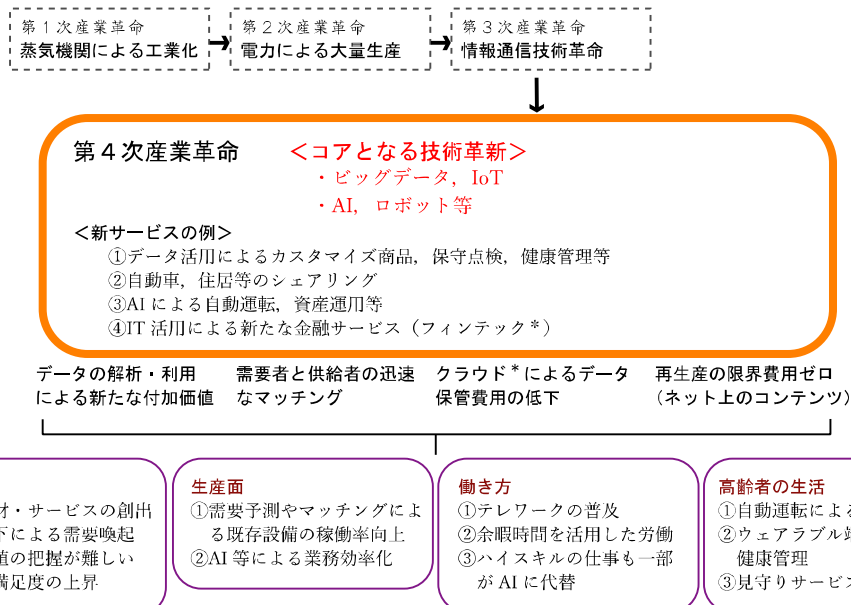 第１次産業革命
蒸気機関による工業化
第２次産業革命
電力による大量生産
第３次産業革命
情報通信技術革命
第４次産業革命
＜コアとなる技術革新＞
・ビッグデータ，IoT
・AI，ロボット等
＜新サービスの例＞
①データ活用によるカスタマイズ商品，保守点検，健康管理等
②自動車，住居等のシェアリング
③AI による自動運転，資産運用等
④IT 活用による新たな金融サービス（フィンテック＊）
データの解析・利用
による新たな付加価値
需要者と供給者の迅速
なマッチング
クラウド＊によるデータ
保管費用の低下
再生産の限界費用ゼロ
（ネット上のコンテンツ）
・サービスの創出
による需要喚起
の把握が難しい
満足度の上昇
生産面
①需要予測やマッチングによ
る既存設備の稼働率向上
②AI 等による業務効率化
働き方
①テレワークの普及
②余暇時間を活用した労働
③ハイスキルの仕事も一部
が AI に代替
高齢者の生活
①自動運転による
②ウェアラブル端
健康管理
③見守りサービス